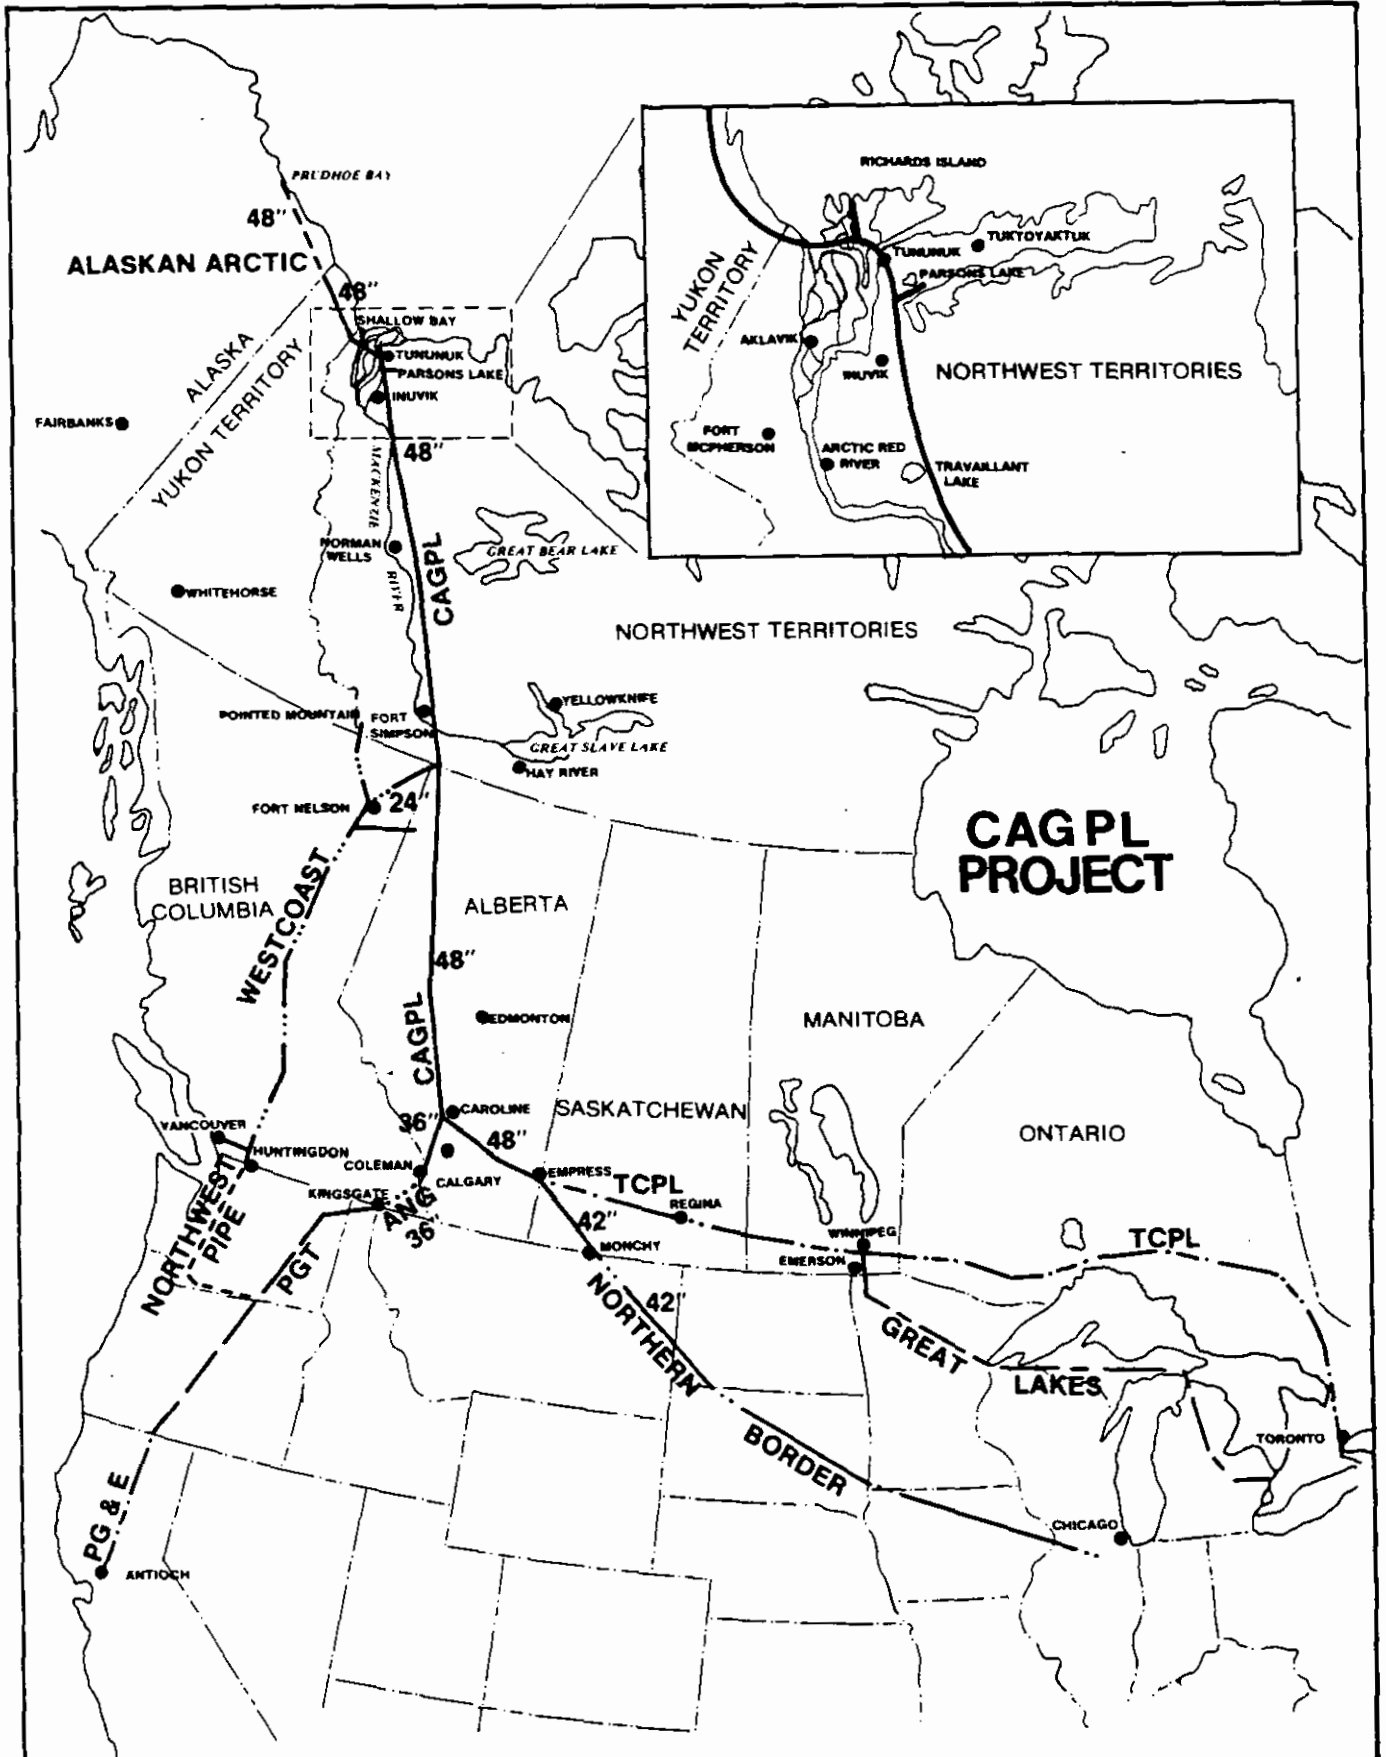 PRUDHOE BAY
48"
ALASKAN ARCTIC
48"
SHALLOW BAY
TUNUNUK
PARSONS LAKE
INUVIK
ALASKA
YUKON TERRITORY
FAIRBANKS
48"
MACKENZIE
RIVER
NORMAN
WELLS
CAGPL
GREAT BEAR LAKE
WHITEHORSE
NORTHWEST TERRITORIES
RICHARDS ISLAND
TUKTOYAKTUK
TUNUNUK
PARSONS LAKE
YUKON
TERRITORY
AKLAVIK
INUVIK
NORTHWEST TERRITORIES
FORT
MCPHERSON
ARCTIC RED
RIVER
TRAVAILLANT
LAKE
YELLOWKNIFE
POINTED MOUNTAIN
FORT
SIMPSON
GREAT SLAVE LAKE
HAY RIVER
FORT NELSON
24"
CAGPL
PROJECT
BRITISH
COLUMBIA
WESTCOAST
ALBERTA
48"
CAGPL
EDMONTON
MANITOBA
SASKATCHEWAN
ONTARIO
CAROLINE
36"
48"
VANCOUVER
HUNTINGDON
COLEMAN
CALGARY
EMPRESS
TCPL
REGINA
KINGSGATE
ANG
36"
42"
MONCHY
WINNIPEG
EMERSON
TCPL
NORTHWEST
PIPE
PGT
NORTHERN
42"
GREAT
LAKES
BORDER
TORONTO
CHICAGO
PG & E
ANTIOCH